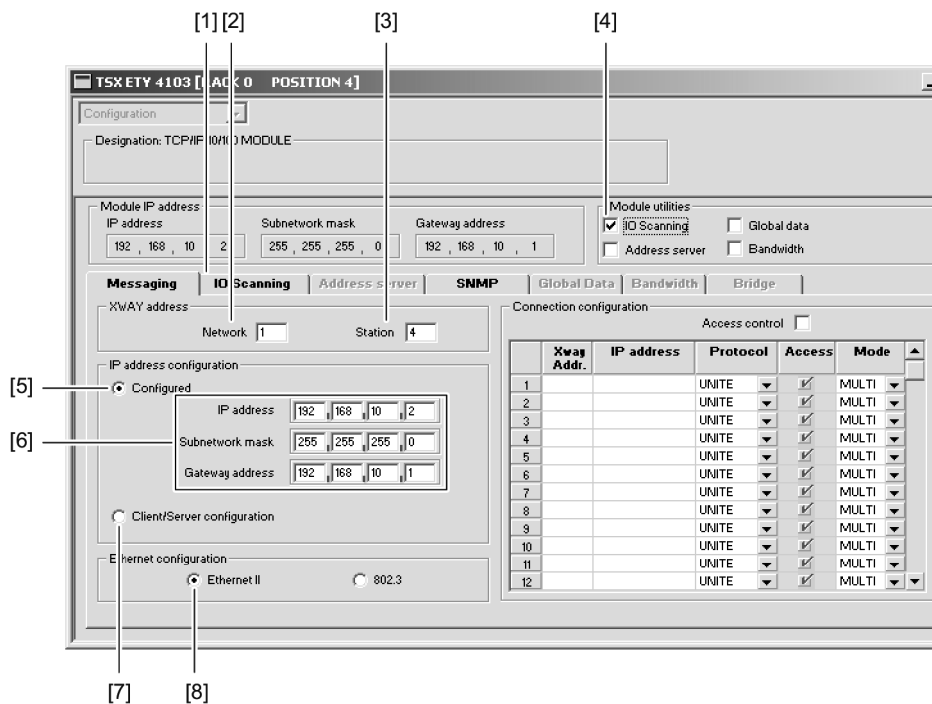 [1] [2] [3] [4]
TSX ETY 4103 [RACK 0 POSITION 4]
Configuration
Designation: TCP/IP 10/100 MODULE
Module IP address
IP address Subnetwork mask Gateway address
192 , 168 , 10 , 2 255 , 255 , 255 , 0 192 , 168 , 10 , 1
Module utilities
IO Scanning Global data
Address server Bandwidth
Messaging IO Scanning Address server SNMP Global Data Bandwidth Bridge
XWAY address
Network 1 Station 4
IP address configuration
[5] Configured
[6]
IP address 192 , 168 , 10 , 2
Subnetwork mask 255 , 255 , 255 , 0
Gateway address 192 , 168 , 10 , 1
Client/Server configuration
Ethernet configuration
Ethernet II 802.3
Connection configuration
Access control
Xway Addr. IP address Protocol Access Mode
1 UNITE MULTI
2 UNITE MULTI
3 UNITE MULTI
4 UNITE MULTI
5 UNITE MULTI
6 UNITE MULTI
7 UNITE MULTI
8 UNITE MULTI
9 UNITE MULTI
10 UNITE MULTI
11 UNITE MULTI
12 UNITE MULTI
[7] [8]